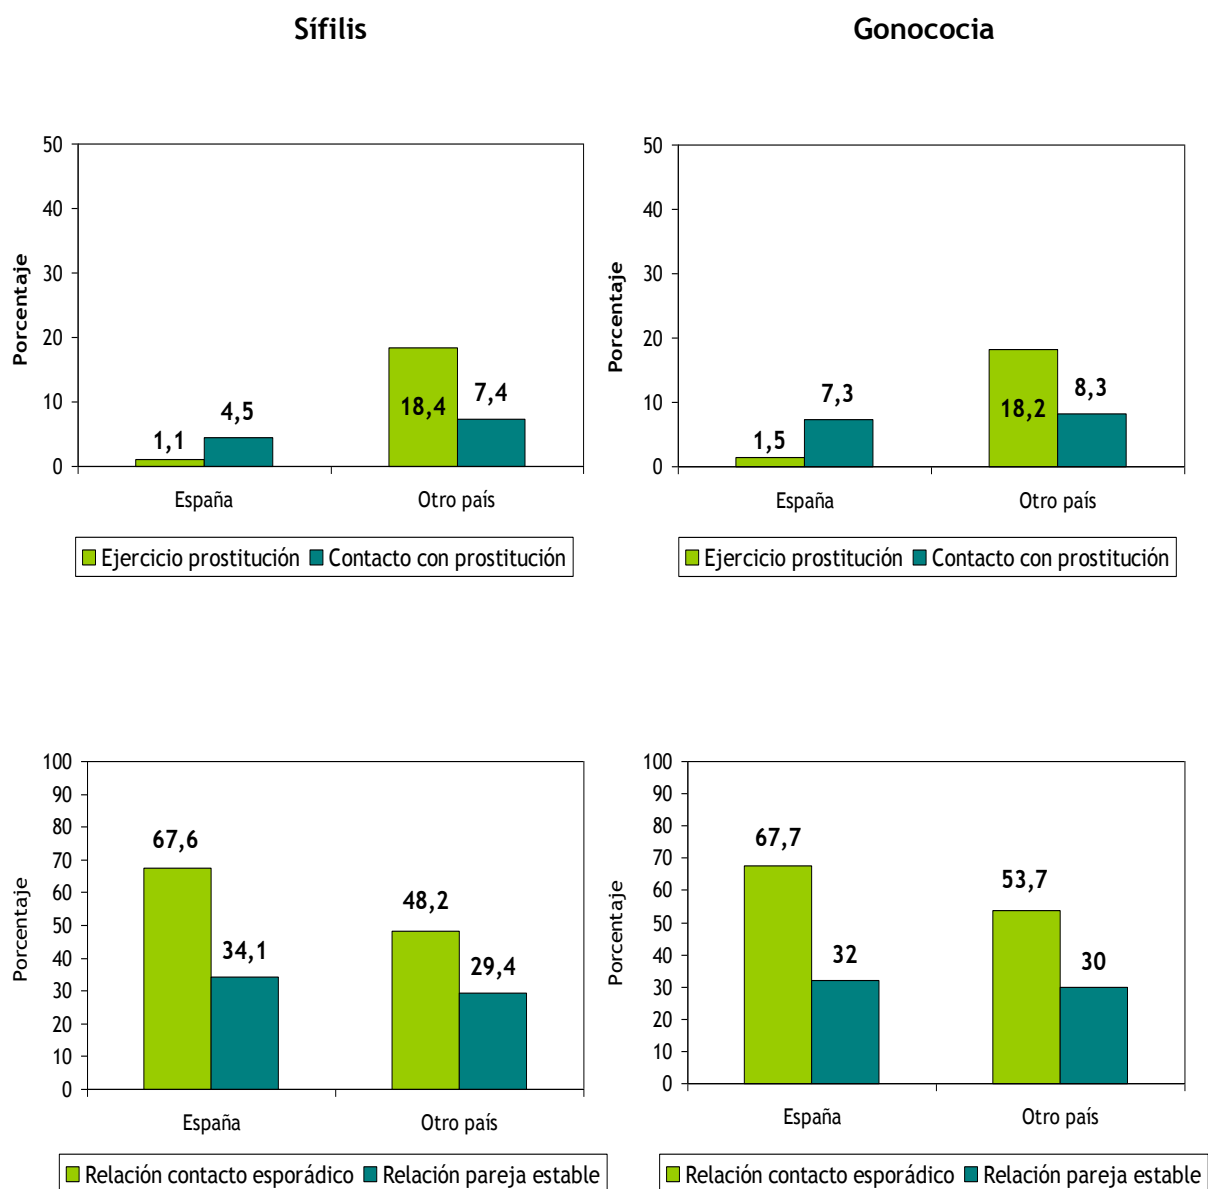 Sífilis
Gonococia
Porcentaje
50
40
30
20
10
0
1,1
4,5
18,4
7,4
España
Otro país
Ejercicio prostitución Contacto con prostitución
Porcentaje
50
40
30
20
10
0
1,5
7,3
18,2
8,3
España
Otro país
Ejercicio prostitución Contacto con prostitución
Porcentaje
100
90
80
70
60
50
40
30
20
10
0
67,6
34,1
48,2
29,4
España
Otro país
Relación contacto esporádico Relación pareja estable
Porcentaje
100
90
80
70
60
50
40
30
20
10
0
67,7
32
53,7
30
España
Otro país
Relación contacto esporádico Relación pareja estable